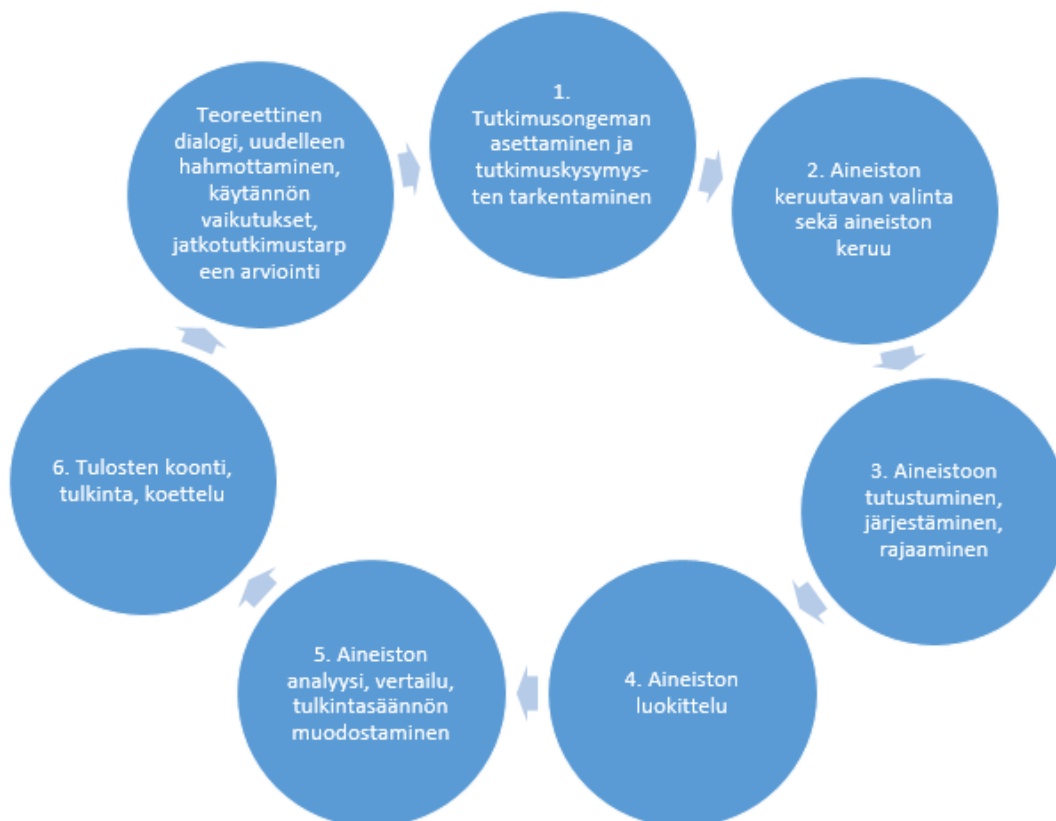 1.
Tutkimusongeman
asettaminen ja
tutkimuskysymys-
ten tarkentaminen
2. Aineiston
keruutavan valinta
sekä aineiston
keruu
3. Aineistoon
tutustuminen,
järjestäminen,
rajaaminen
4. Aineiston
luokittelu
5. Aineiston
analyysi, vertailu,
tulkintasäännön
muodostaminen
6. Tulosten koonti,
tulkinta, koettelu
Teoreettinen
dialogi, uudelleen
hahmottaminen,
käytännön
vaikutukset,
jatkotutkimustarp
een arviointi